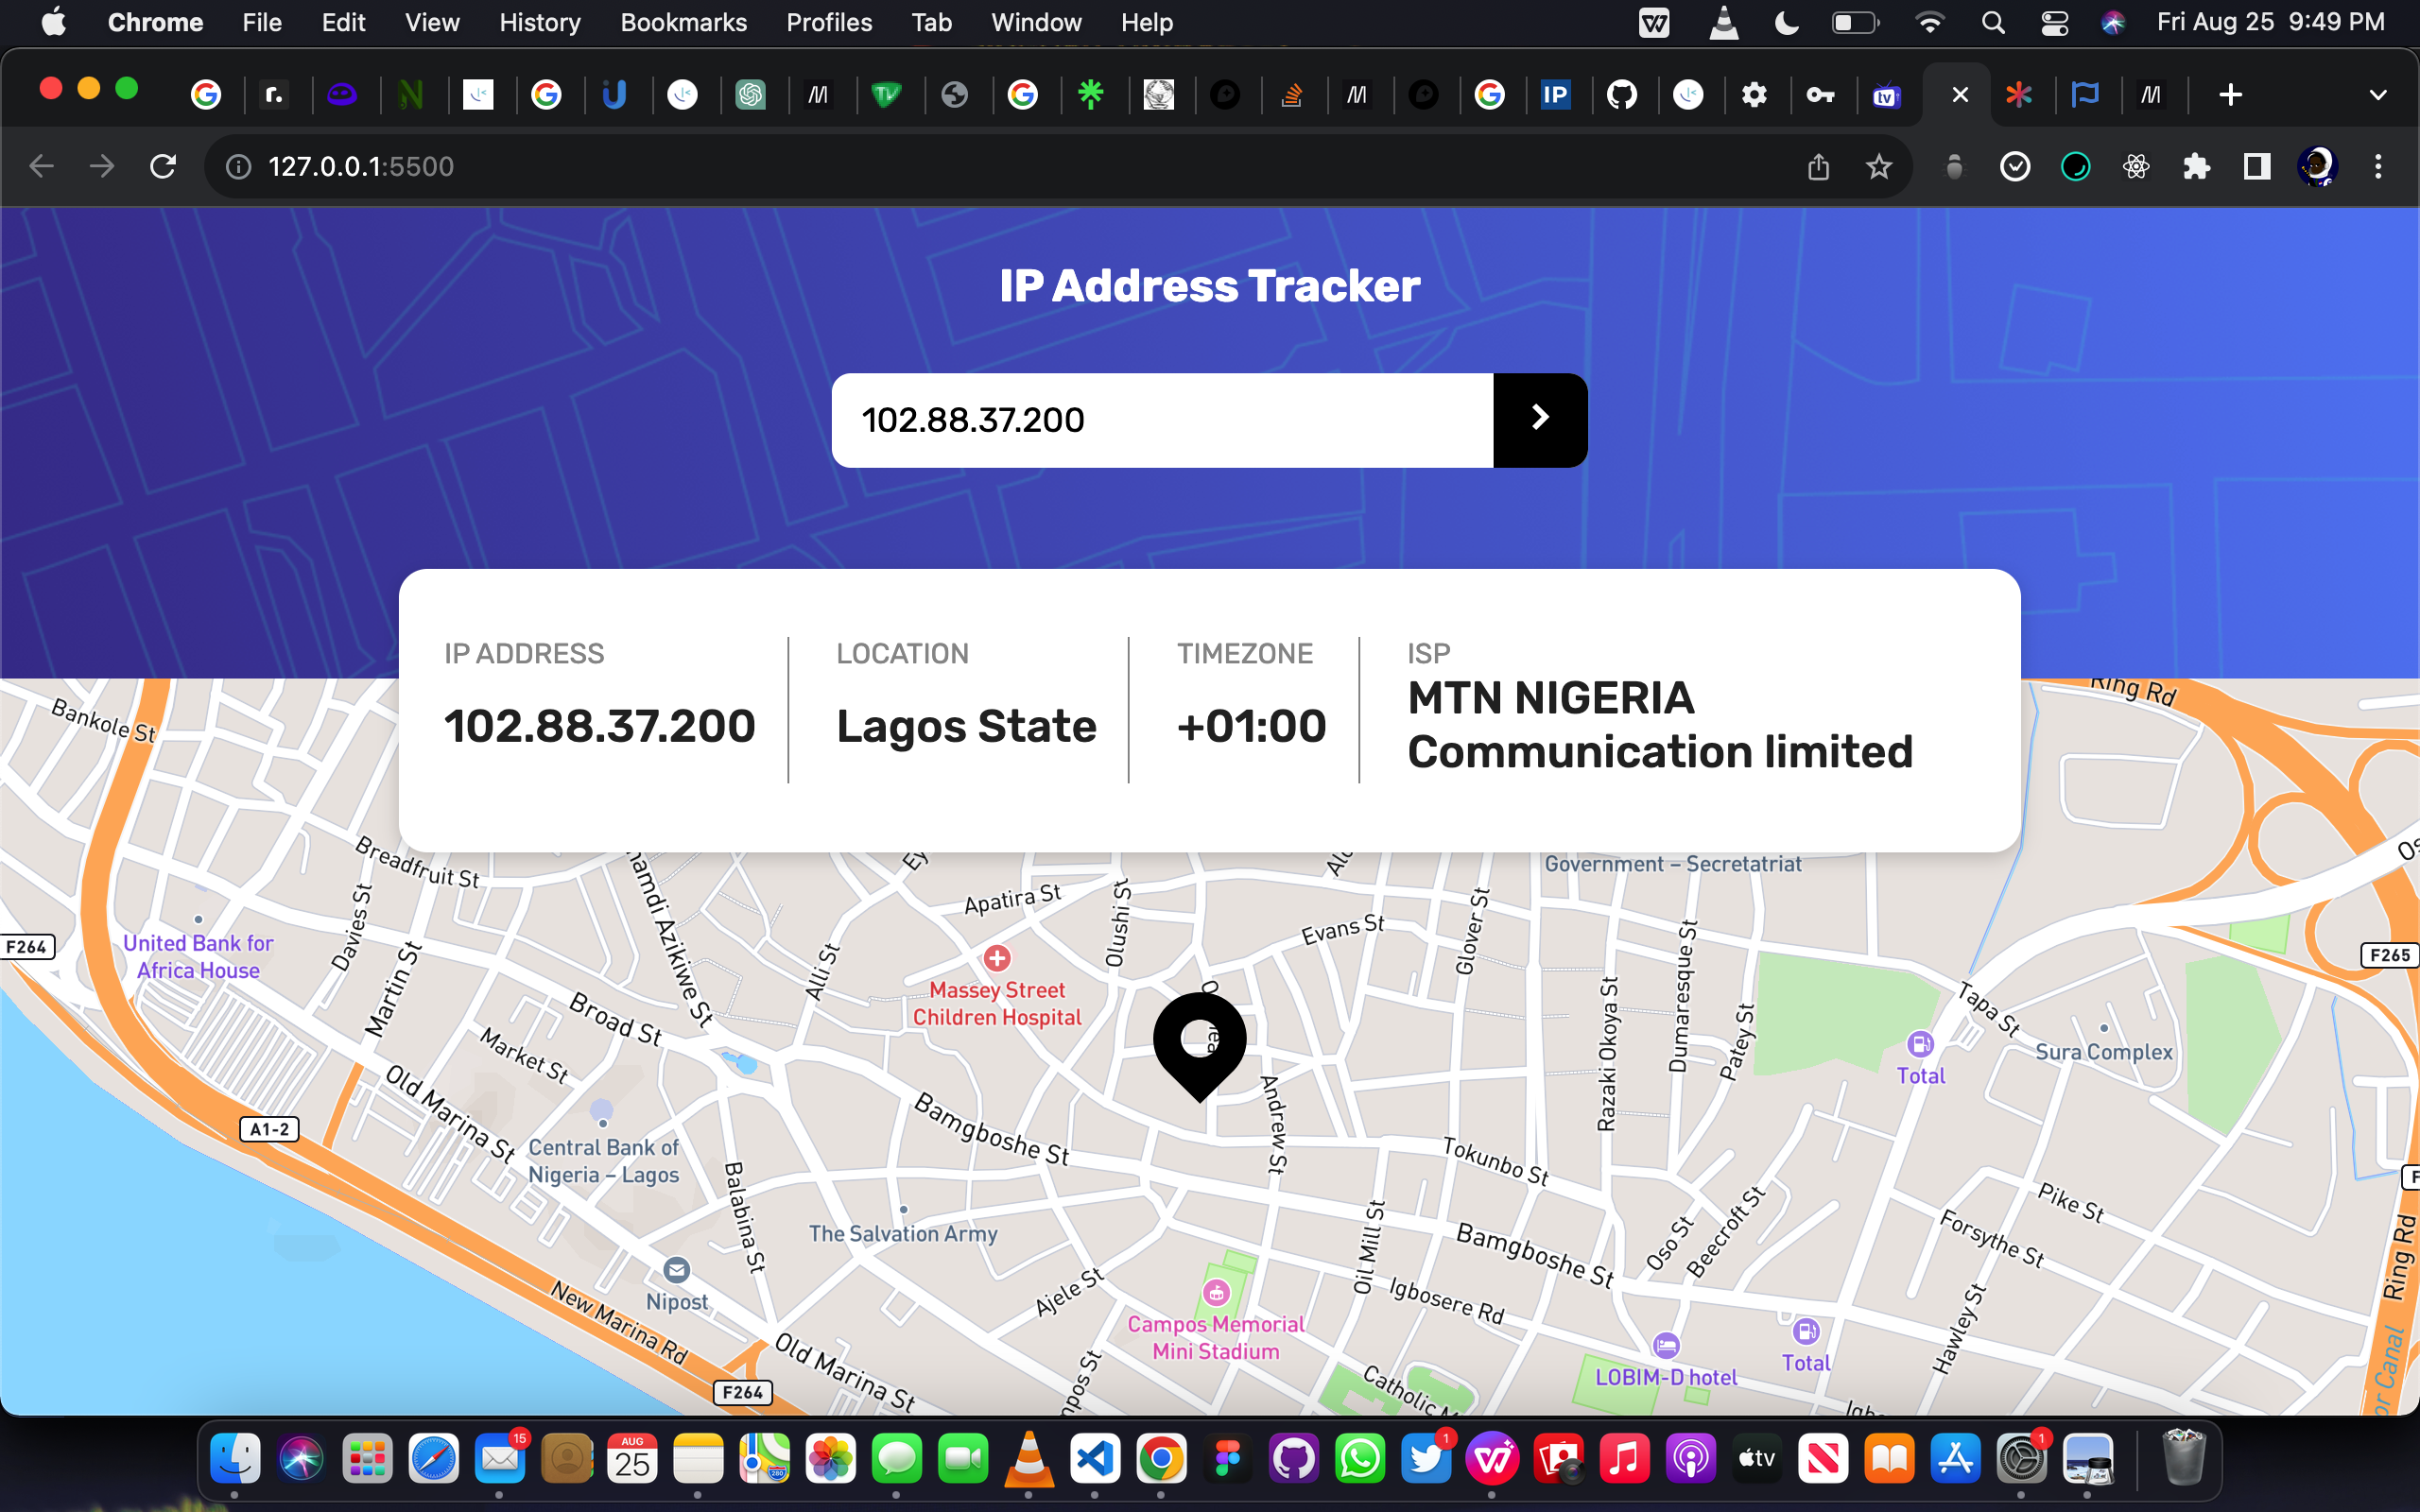 Chrome File Edit View History Bookmarks Profiles Tab Window Help
Fri Aug 25 9:49 PM
IP
tv
127.0.0.1:5500
IP Address Tracker
102.88.37.200
IP ADDRESS
102.88.37.200
LOCATION
Lagos State
TIMEZONE
+01:00
ISP
MTN NIGERIA
Communication limited
Bankole St
Ring Rd
Breadfruit St
Government – Secretatriat
Apatira St
Olushi St
Evans St
Glover St
Davies St
Martin St
Alli St
F264
United Bank for
Africa House
F265
Massey Street
Children Hospital
Broad St
Razaki Okoya St
Dumaresque St
Patey St
Tapa St
Sura Complex
Total
Market St
Old Marina St
A1-2
Bamgboshe St
Andrew St
Central Bank of
Nigeria – Lagos
Tokunbo St
Balabina St
The Salvation Army
Oil Mill St
Bamgboshe St
Oso St
Beecroft St
Pike St
Forsythe St
Ring Rd
Nipost
Ajele St
New Marina Rd
Igbosere Rd
Campos Memorial
Mini Stadium
Hawley St
Total
LOBIM-D hotel
Old Marina St
F264
15
AUG
25
280
1
tv
1